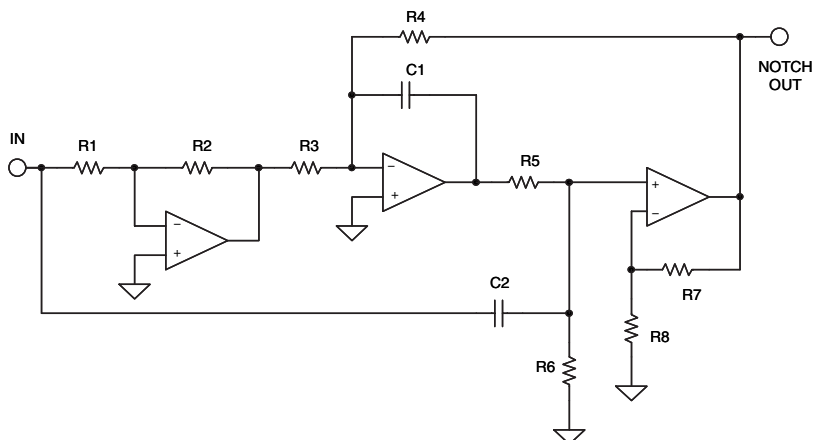 R4
C1
NOTCH
OUT
IN
R1
R2
R3
−
+
R5
+
−
−
+
C2
R7
R8
R6